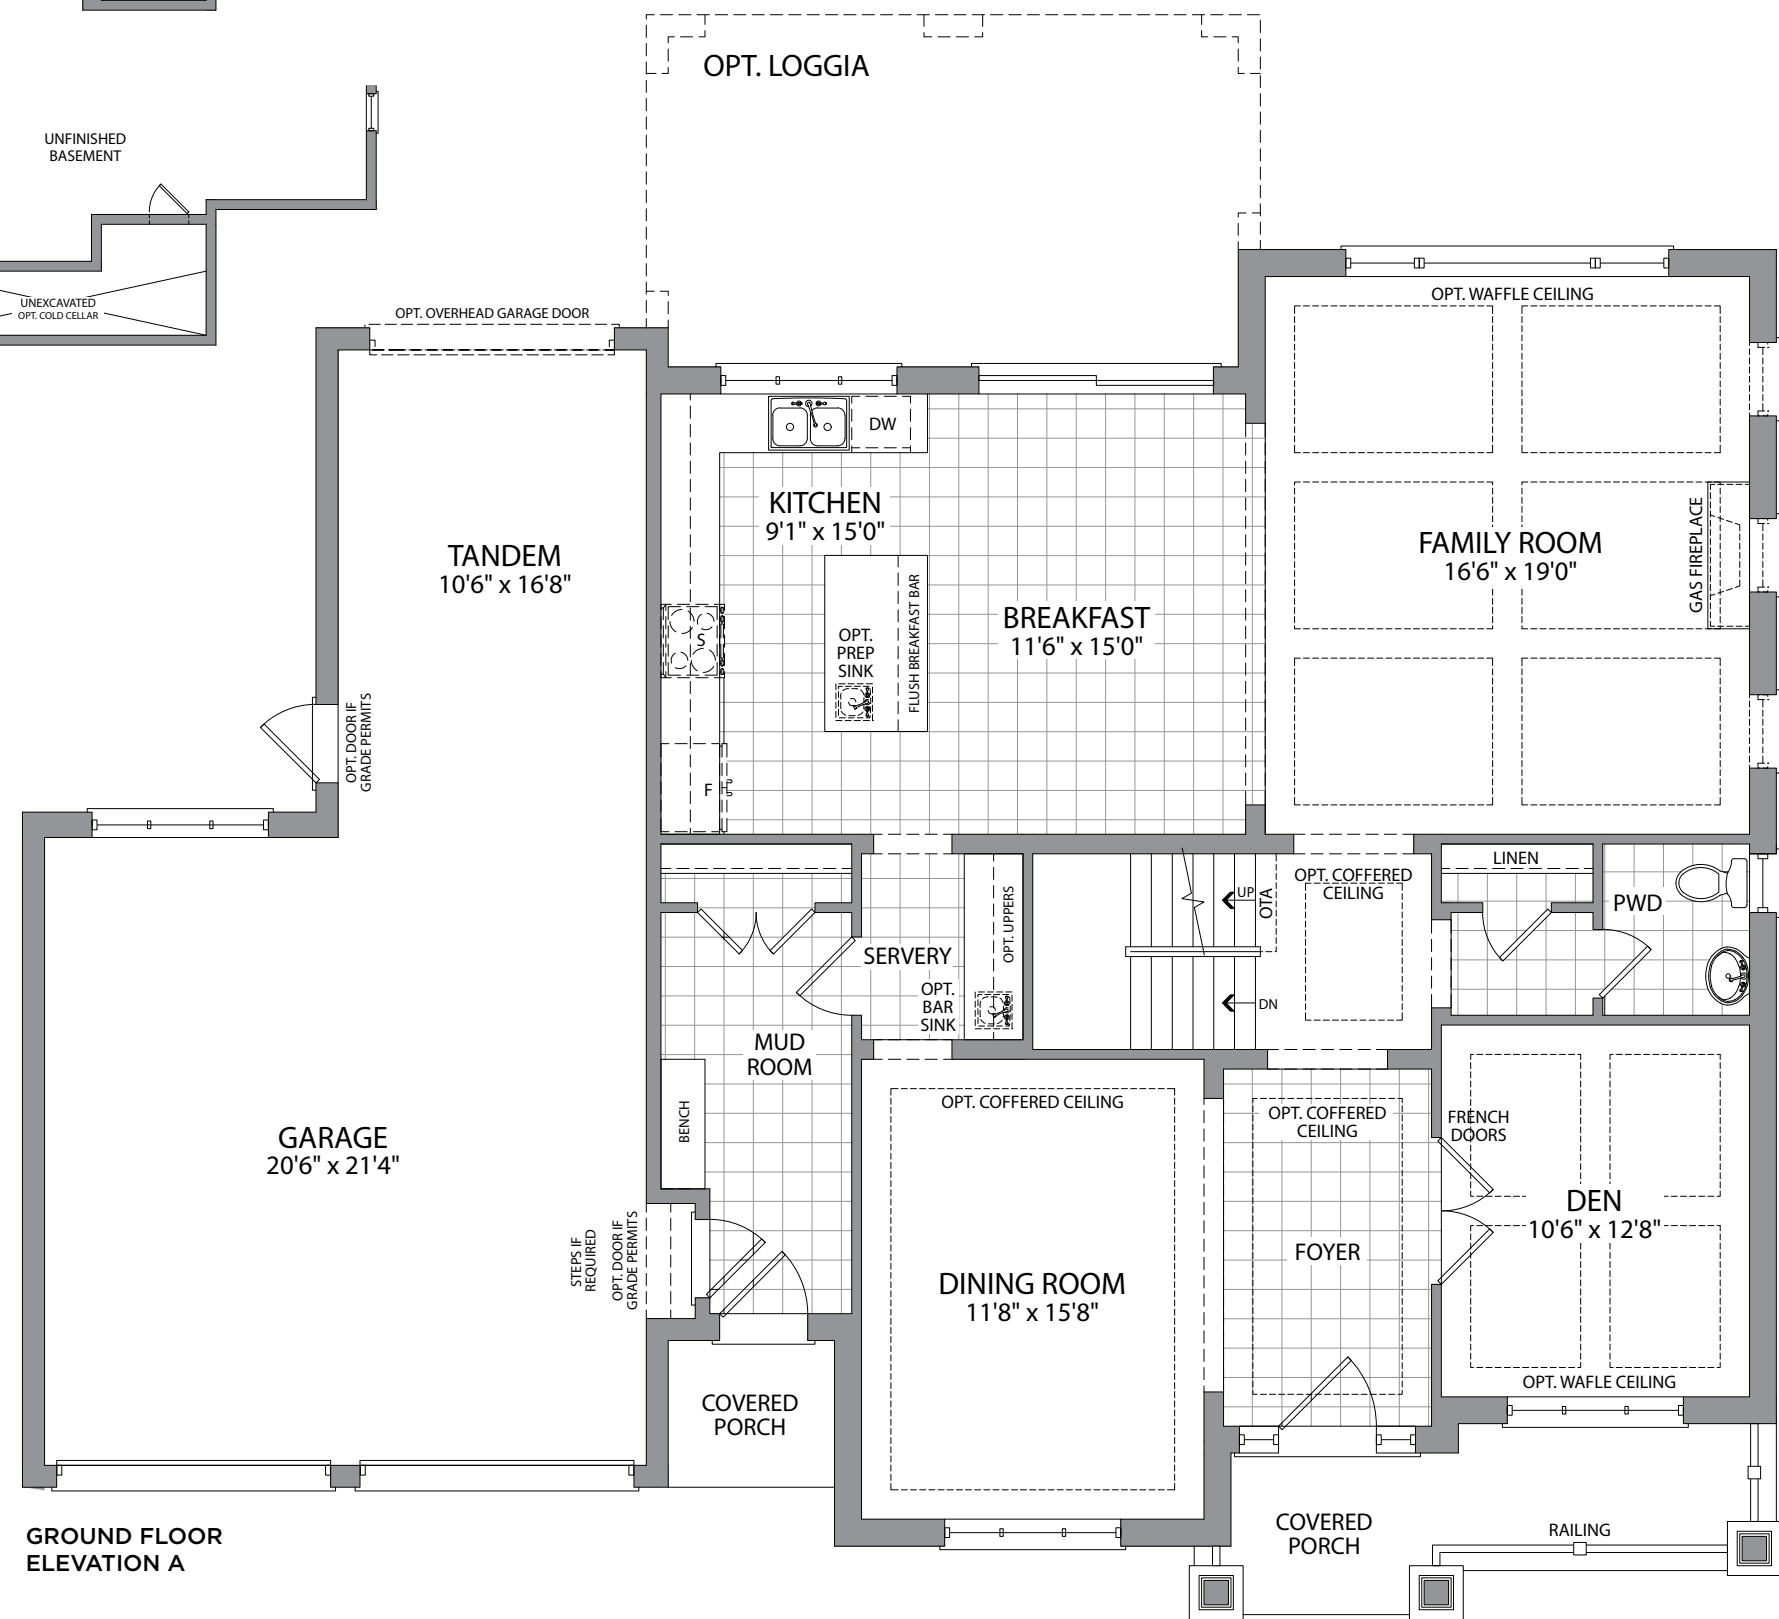 OPT. LOGGIA
UNFINISHED
BASEMENT
UNEXCAVATED
OPT. COLD CELLAR
OPT. OVERHEAD GARAGE DOOR
OPT. WAFFLE CEILING
DW
KITCHEN
9'1" x 15'0"
TANDEM
10'6" x 16'8"
FAMILY ROOM
16'6" x 19'0"
GAS FIREPLACE
BREAKFAST
11'6" x 15'0"
S
OPT.
PREP
SINK
FLUSH BREAKFAST BAR
OPT. DOOR IF
GRADE PERMITS
F
LINEN
OPT. COFFERED
CEILING
UP
OTA
PWD
OPT. UPPERS
SERVERY
OPT.
BAR
SINK
DN
MUD
ROOM
BENCH
OPT. COFFERED CEILING
OPT. COFFERED
CEILING
FRENCH
DOORS
GARAGE
20'6" x 21'4"
DEN
10'6" x 12'8"
STEPS IF
REQUIRED
OPT. DOOR IF
GRADE PERMITS
FOYER
DINING ROOM
11'8" x 15'8"
OPT. WAFLE CEILING
COVERED
PORCH
COVERED
PORCH
RAILING
GROUND FLOOR
ELEVATION A